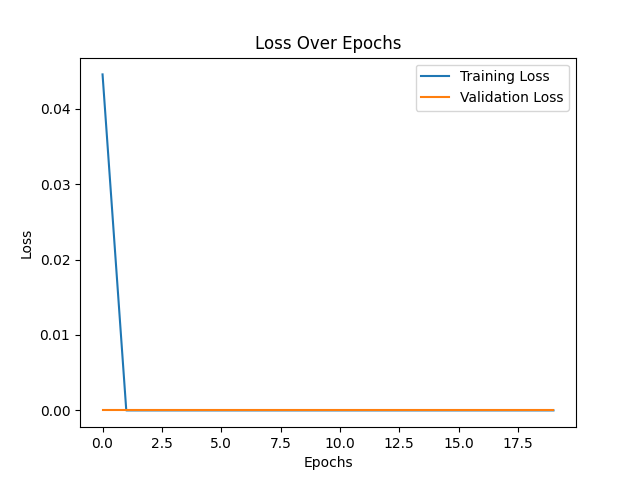 Loss Over Epochs
Training Loss
Validation Loss
0.04
0.03
0.02
0.01
0.00
Loss
0.0 2.5 5.0 7.5 10.0 12.5 15.0 17.5
Epochs